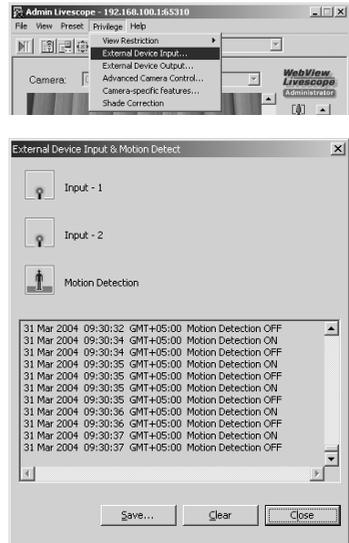 Admin Livescope - 192.168.100.1:65310
File View Preset Privilege Help
View Restriction
External Device Input...
External Device Output...
Advanced Camera Control...
Camera-specific features...
Shade Correction
Camera:
WebView
Livescope
Administrator
External Device Input & Motion Detect
Input - 1
Input - 2
Motion Detection
31 Mar 2004 09:30:32 GMT+05:00 Motion Detection OFF
31 Mar 2004 09:30:34 GMT+05:00 Motion Detection ON
31 Mar 2004 09:30:34 GMT+05:00 Motion Detection OFF
31 Mar 2004 09:30:35 GMT+05:00 Motion Detection ON
31 Mar 2004 09:30:35 GMT+05:00 Motion Detection OFF
31 Mar 2004 09:30:35 GMT+05:00 Motion Detection ON
31 Mar 2004 09:30:35 GMT+05:00 Motion Detection OFF
31 Mar 2004 09:30:36 GMT+05:00 Motion Detection ON
31 Mar 2004 09:30:36 GMT+05:00 Motion Detection OFF
31 Mar 2004 09:30:37 GMT+05:00 Motion Detection ON
31 Mar 2004 09:30:37 GMT+05:00 Motion Detection OFF
Save... Clear Close